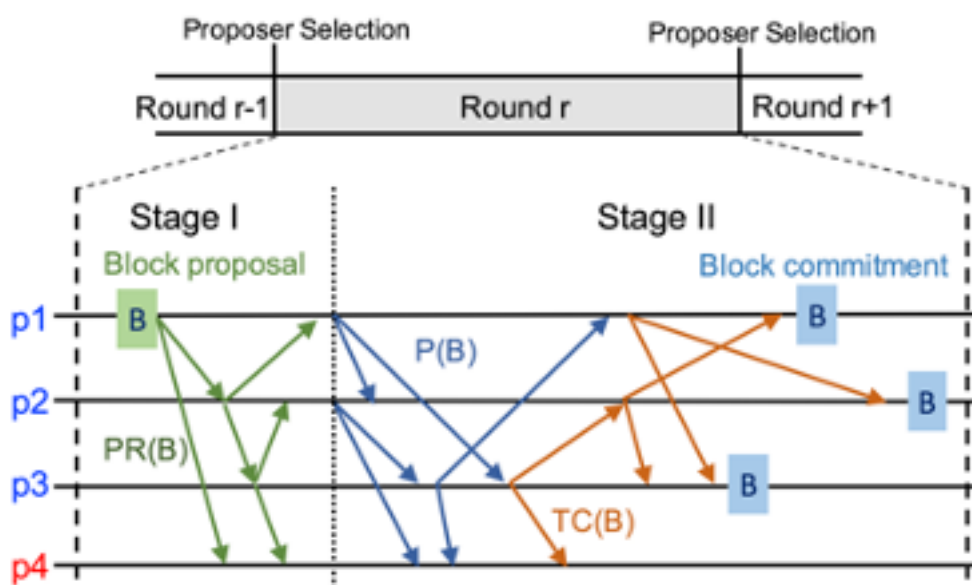 Proposer Selection
Proposer Selection
Round r-1
Round r
Round r+1
Stage I
Stage II
Block proposal
Block commitment
p1
B
B
P(B)
p2
B
PR(B)
p3
B
TC(B)
p4